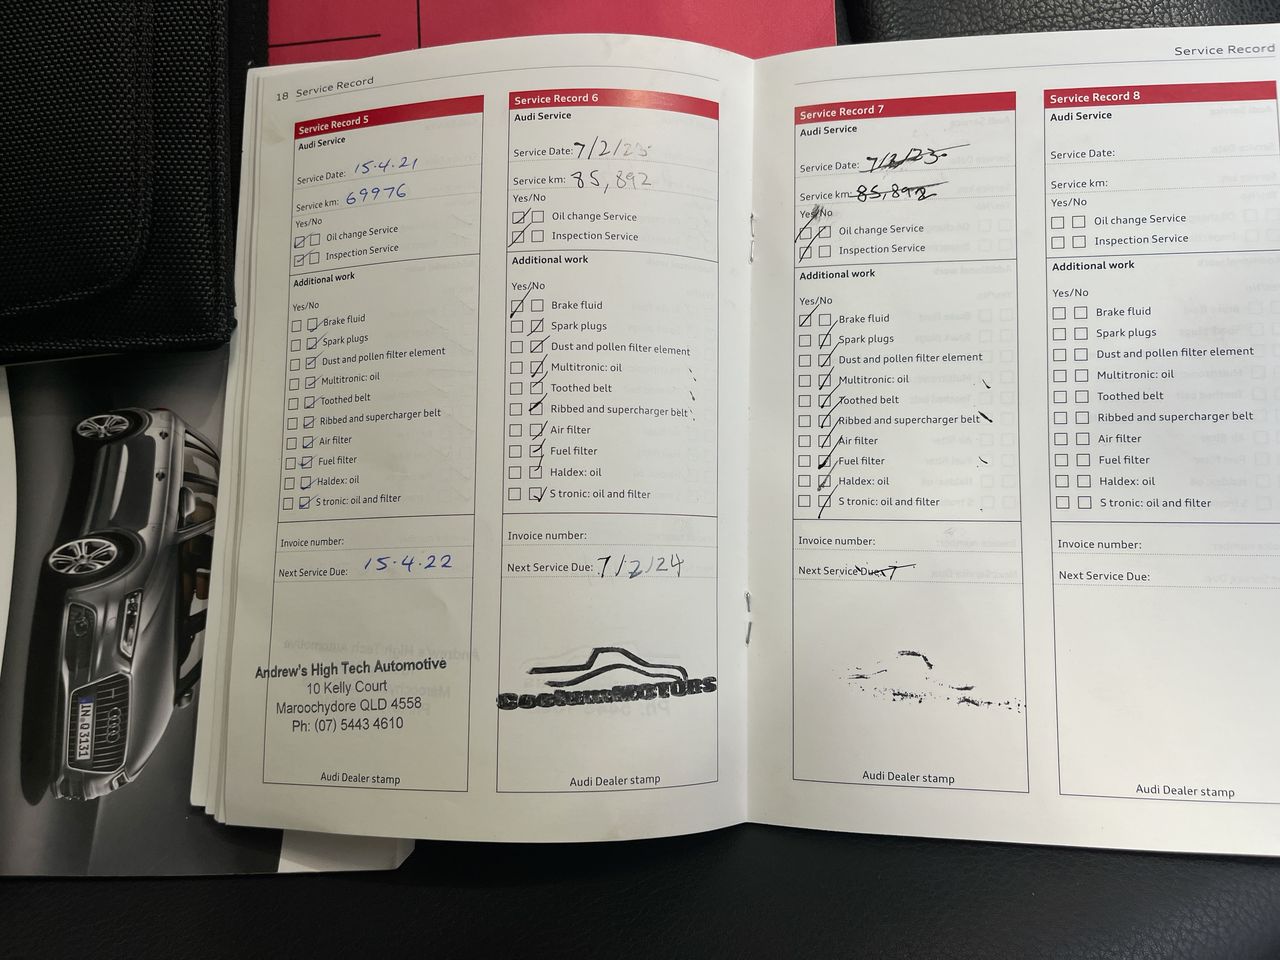 18 Service Record
Service Record 5
Audi Service
Service Date: 15.4.21
Service km: 69976
Yes/No
Oil change Service
Inspection Service
Additional work
Yes/No
Brake fluid
Spark plugs
Dust and pollen filter element
Multitronic: oil
Toothed belt
Ribbed and supercharger belt
Air filter
Fuel filter
Haldex: oil
S tronic: oil and filter
Invoice number:
Next Service Due: 15.4.22
Andrew's High Tech Automotive
10 Kelly Court
Maroochydore QLD 4558
Ph: (07) 5443 4610
Audi Dealer stamp
Service Record 6
Audi Service
Service Date: 7/2/23
Service km: 85,892
Yes/No
Oil change Service
Inspection Service
Additional work
Yes/No
Brake fluid
Spark plugs
Dust and pollen filter element
Multitronic: oil
Toothed belt
Ribbed and supercharger belt
Air filter
Fuel filter
Haldex: oil
S tronic: oil and filter
Invoice number:
Next Service Due: 7/2/24
MOTORS
Audi Dealer stamp
Service Record
Service Record 7
Audi Service
Service Date: 7/2/23
Service km: 85,892
Yes/No
Oil change Service
Inspection Service
Additional work
Yes/No
Brake fluid
Spark plugs
Dust and pollen filter element
Multitronic: oil
Toothed belt
Ribbed and supercharger belt
Air filter
Fuel filter
Haldex: oil
S tronic: oil and filter
Invoice number:
Next Service Due:
Audi Dealer stamp
Service Record 8
Audi Service
Service Date:
Service km:
Yes/No
Oil change Service
Inspection Service
Additional work
Yes/No
Brake fluid
Spark plugs
Dust and pollen filter element
Multitronic: oil
Toothed belt
Ribbed and supercharger belt
Air filter
Fuel filter
Haldex: oil
S tronic: oil and filter
Invoice number:
Next Service Due:
Audi Dealer stamp
IN·Q 3131